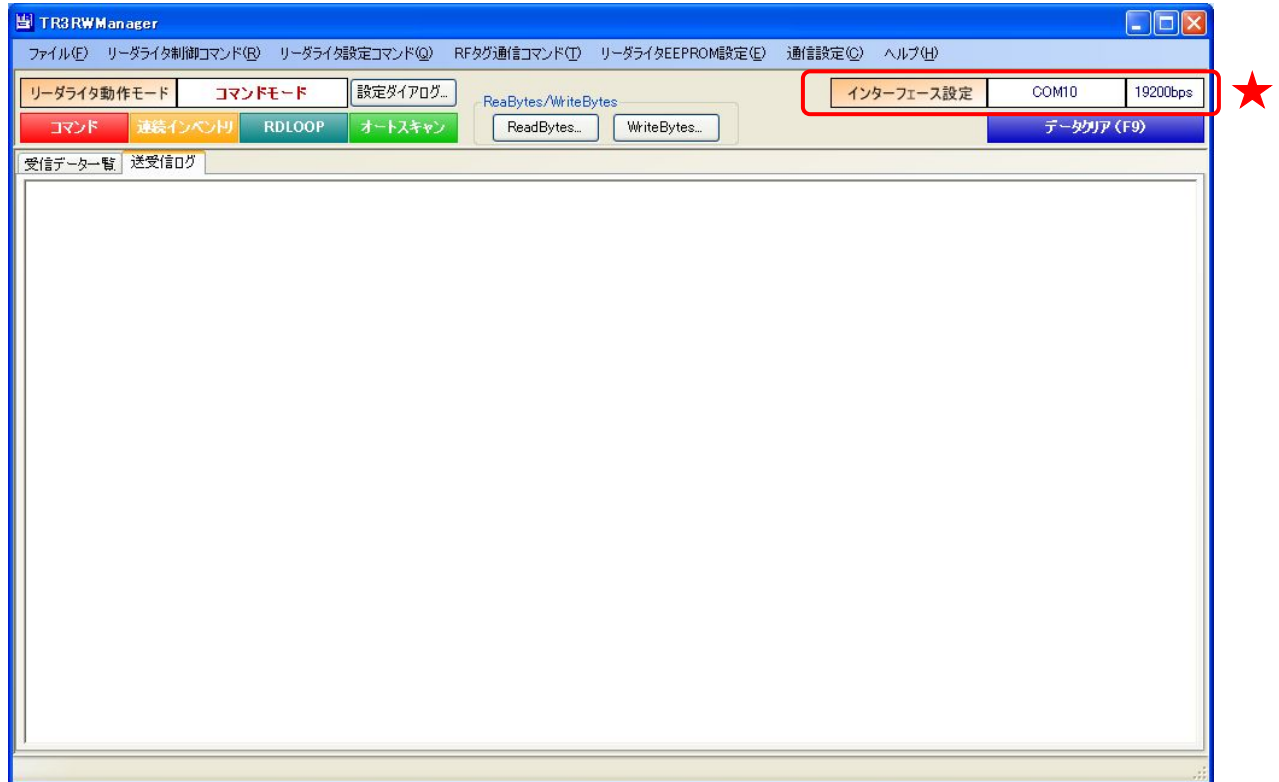 TR3RWManager
ファイル(F) リーダライタ制御コマンド(R) リーダライタ設定コマンド(Q) RFタグ通信コマンド(T) リーダライタEEPROM設定(E) 通信設定(C) ヘルプ(H)
リーダライタ動作モード コマンドモード 設定ダイアログ... ReaBytes/WriteBytes インターフェース設定 COM10 19200bps
コマンド 連続インベントリ RDLOOP オートスキャン ReadBytes... WriteBytes... データクリア(F9)
受信データ一覧 送受信ログ